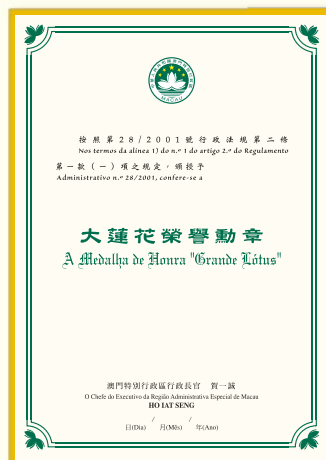 MACAU
按照第28/2001號行政法規第二條
Nos termos da alínea 1) do n.º 1 do artigo 2.º do Regulamento
第一款（一）項之規定，頒授予
Administrativo n.º 28/2001, confere-se a
大蓮花榮譽勳章
A Medalha de Honra "Grande Lótus"
澳門特別行政區行政長官 賀一誠
O Chefe do Executivo da Região Administrativa Especial de Macau
HO IAT SENG
/ /
日(Dia) 月(Mês) 年(Ano)